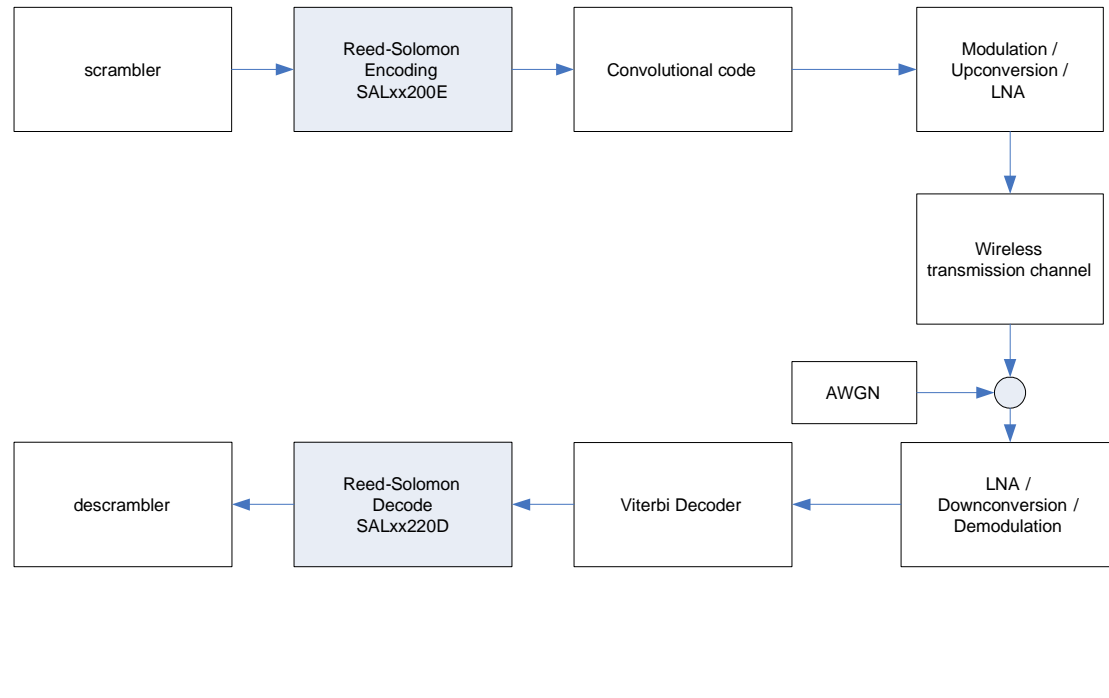 scrambler
Reed-Solomon
Encoding
SALxx200E
Convolutional code
Modulation /
Upconversion /
LNA
Wireless
transmission channel
AWGN
LNA /
Downconversion /
Demodulation
Viterbi Decoder
Reed-Solomon
Decode
SALxx220D
descrambler